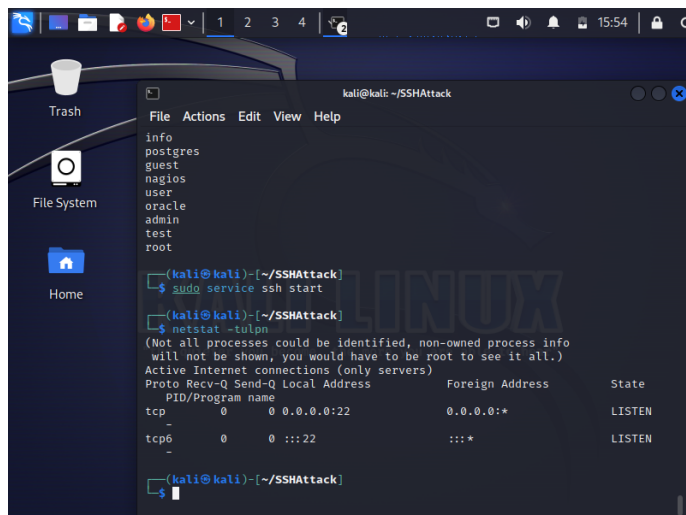 1 2 3 4 2 15:54
kali@kali: ~/SSHAttack
File Actions Edit View Help
Trash
File System
Home
info
postgres
guest
nagios
user
oracle
admin
test
root
┌──(kali㉿kali)-[~/SSHAttack]
└─$ sudo service ssh start
┌──(kali㉿kali)-[~/SSHAttack]
└─$ netstat -tulpn
(Not all processes could be identified, non-owned process info
will not be shown, you would have to be root to see it all.)
Active Internet connections (only servers)
Proto Recv-Q Send-Q Local Address Foreign Address State
PID/Program name
tcp 0 0 0.0.0.0:22 0.0.0.0:* LISTEN
-
tcp6 0 0 :::22 :::* LISTEN
-
┌──(kali㉿kali)-[~/SSHAttack]
└─$
KALI LINUX